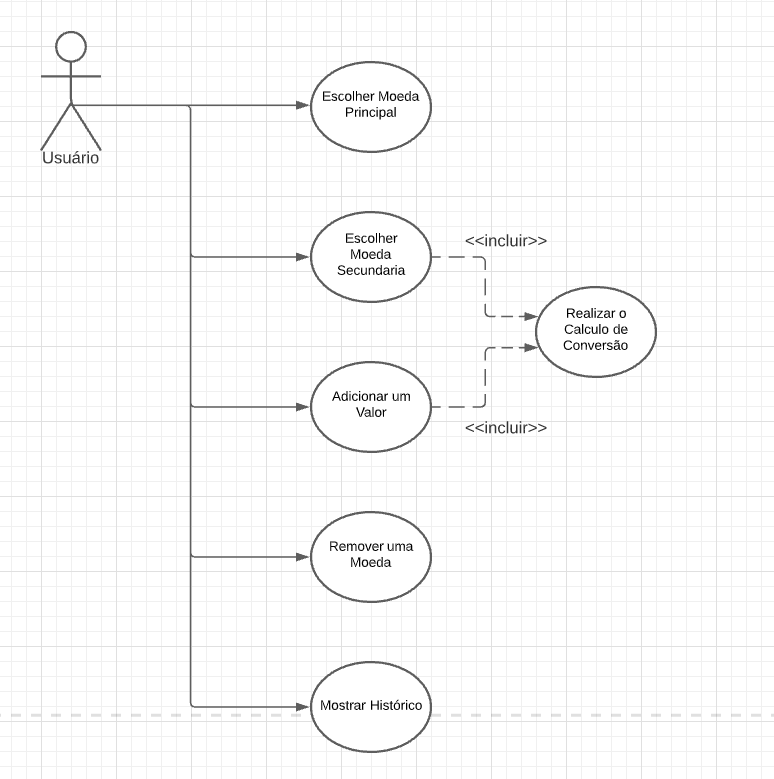 Usuário
Escolher Moeda
Principal
Escolher
Moeda
Secundaria
<<incluir>>
Realizar o
Calculo de
Conversão
Adicionar um
Valor
<<incluir>>
Remover uma
Moeda
Mostrar Histórico